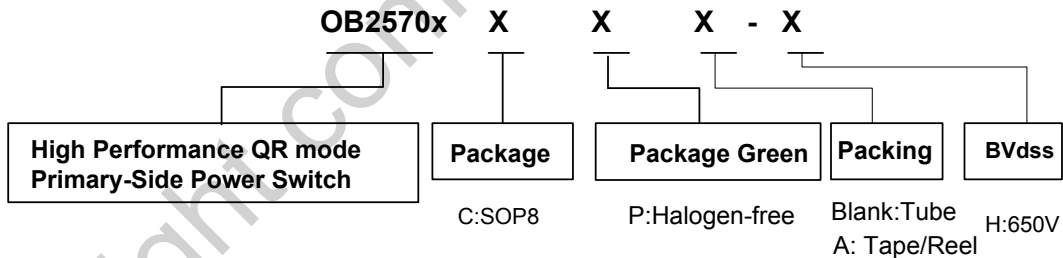 OB2570x X X X - X
High Performance QR mode
Primary-Side Power Switch
Package
Package Green
Packing
BVdss
C:SOP8
P:Halogen-free
Blank:Tube
A: Tape/Reel
H:650V